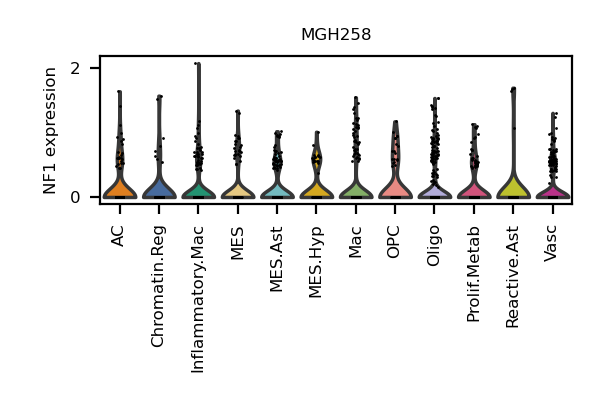 MGH258
NF1 expression
2
0
AC
Chromatin.Reg
Inflammatory.Mac
MES
MES.Ast
MES.Hyp
Mac
OPC
Oligo
Prolif.Metab
Reactive.Ast
Vasc